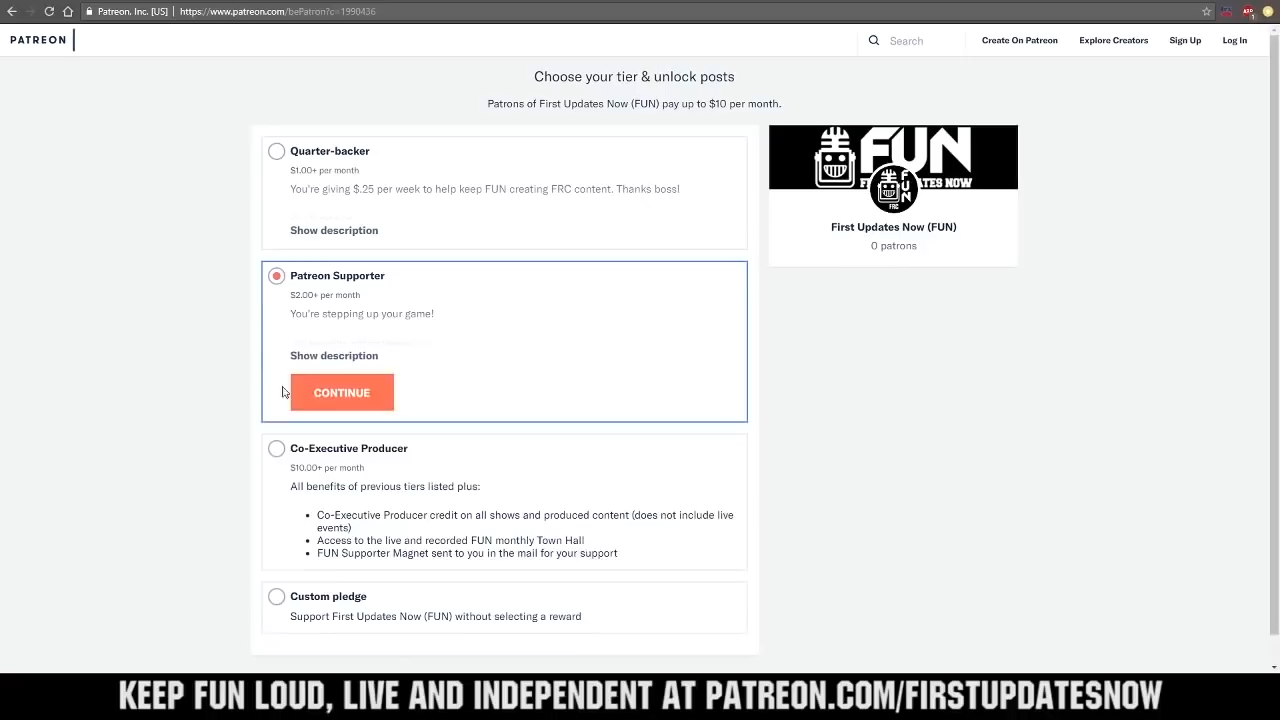 Patreon, Inc. [US] | https://www.patreon.com/bePatron?c=1990436
PATREON
Search
Create On Patreon
Explore Creators
Sign Up
Log In
Choose your tier & unlock posts
Patrons of First Updates Now (FUN) pay up to $10 per month.
Quarter-backer
$1.00+ per month
You're giving $.25 per week to help keep FUN creating FRC content. Thanks boss!
Show description
Patreon Supporter
$2.00+ per month
You're stepping up your game!
Show description
CONTINUE
Co-Executive Producer
$10.00+ per month
All benefits of previous tiers listed plus:
• Co-Executive Producer credit on all shows and produced content (does not include live
events)
• Access to the live and recorded FUN monthly Town Hall
• FUN Supporter Magnet sent to you in the mail for your support
Custom pledge
Support First Updates Now (FUN) without selecting a reward
FUN
FUN
FRC
First Updates Now (FUN)
0 patrons
KEEP FUN LOUD, LIVE AND INDEPENDENT AT PATREON.COM/FIRSTUPDATESNOW